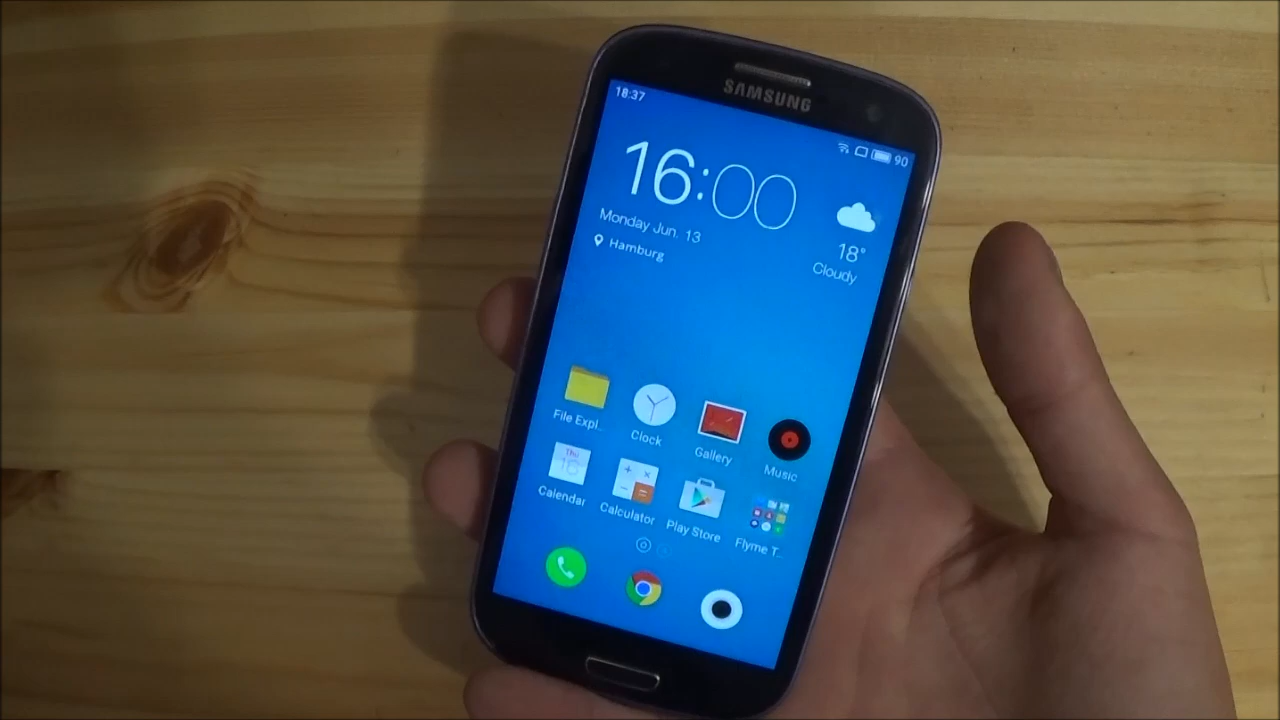 SAMSUNG
18:37
90
16:00
Monday Jun. 13
Hamburg
18°
Cloudy
File Expl...
Clock
Gallery
Music
Thu
Calendar
Calculator
Play Store
Flyme T...